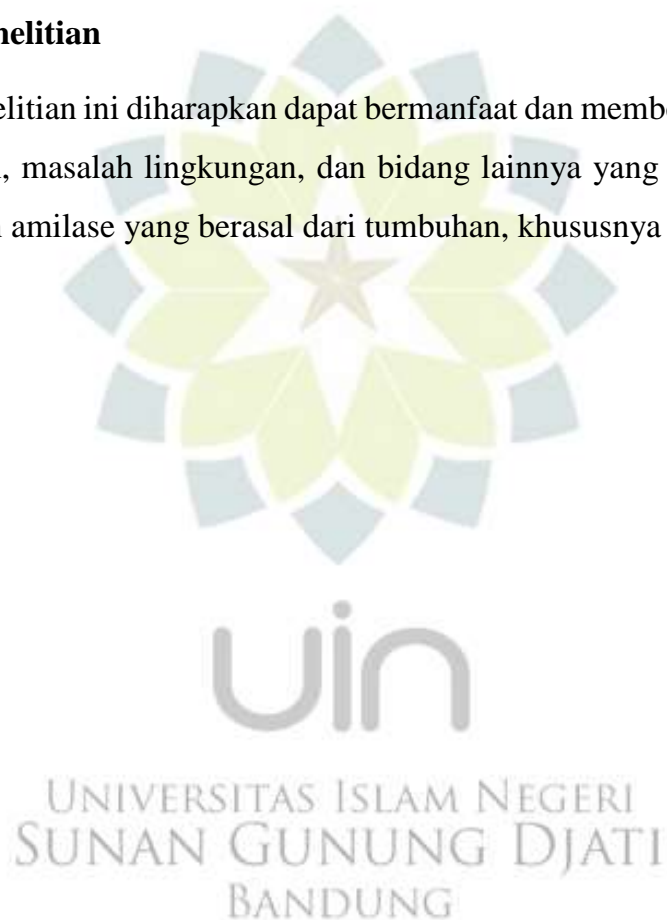 nelitian
elitian ini diharapkan dapat bermanfaat dan membe
, masalah lingkungan, dan bidang lainnya yang
amilase yang berasal dari tumbuhan, khususnya
uin
UNIVERSITAS ISLAM NEGERI
SUNAN GUNUNG DJATI
BANDUNG